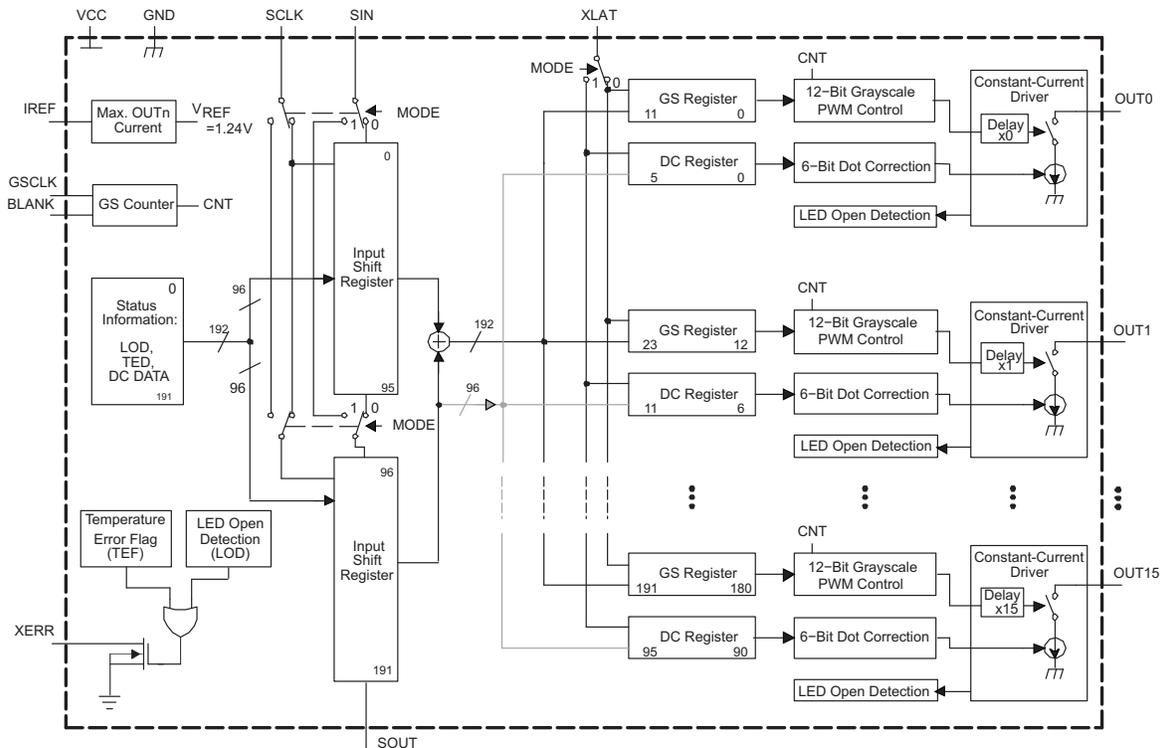 VCC GND SCLK SIN XLAT
MODE 1 0
CNT
IREF
Max. OUTn
Current
VREF
=1.24V
1 0 MODE
GS Register
11 0
12−Bit Grayscale
PWM Control
Constant-Current
Driver
Delay
x0
OUT0
DC Register
5 0
6−Bit Dot Correction
LED Open Detection
GSCLK
BLANK
GS Counter CNT
0
Input
Shift
Register
95
0
Status
Information:
LOD,
TED,
DC DATA
191
192
96
96
192
96
CNT
GS Register
23 12
12−Bit Grayscale
PWM Control
Constant-Current
Driver
Delay
x1
OUT1
DC Register
11 6
6−Bit Dot Correction
LED Open Detection
1 0 MODE
96
Input
Shift
Register
191
Temperature
Error Flag
(TEF)
LED Open
Detection
(LOD)
XERR
CNT
GS Register
191 180
12−Bit Grayscale
PWM Control
Constant-Current
Driver
Delay
x15
OUT15
DC Register
95 90
6−Bit Dot Correction
LED Open Detection
SOUT